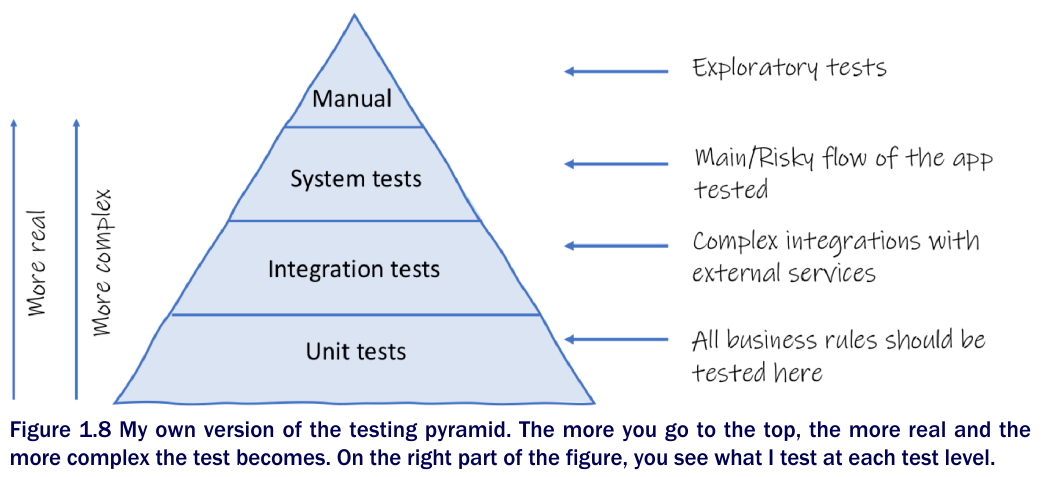 Manual
Exploratory tests
System tests
Main/Risky flow of the app
tested
Integration tests
Complex integrations with
external services
Unit tests
All business rules should be
tested here
More real
More complex
Figure 1.8 My own version of the testing pyramid. The more you go to the top, the more real and the
more complex the test becomes. On the right part of the figure, you see what I test at each test level.